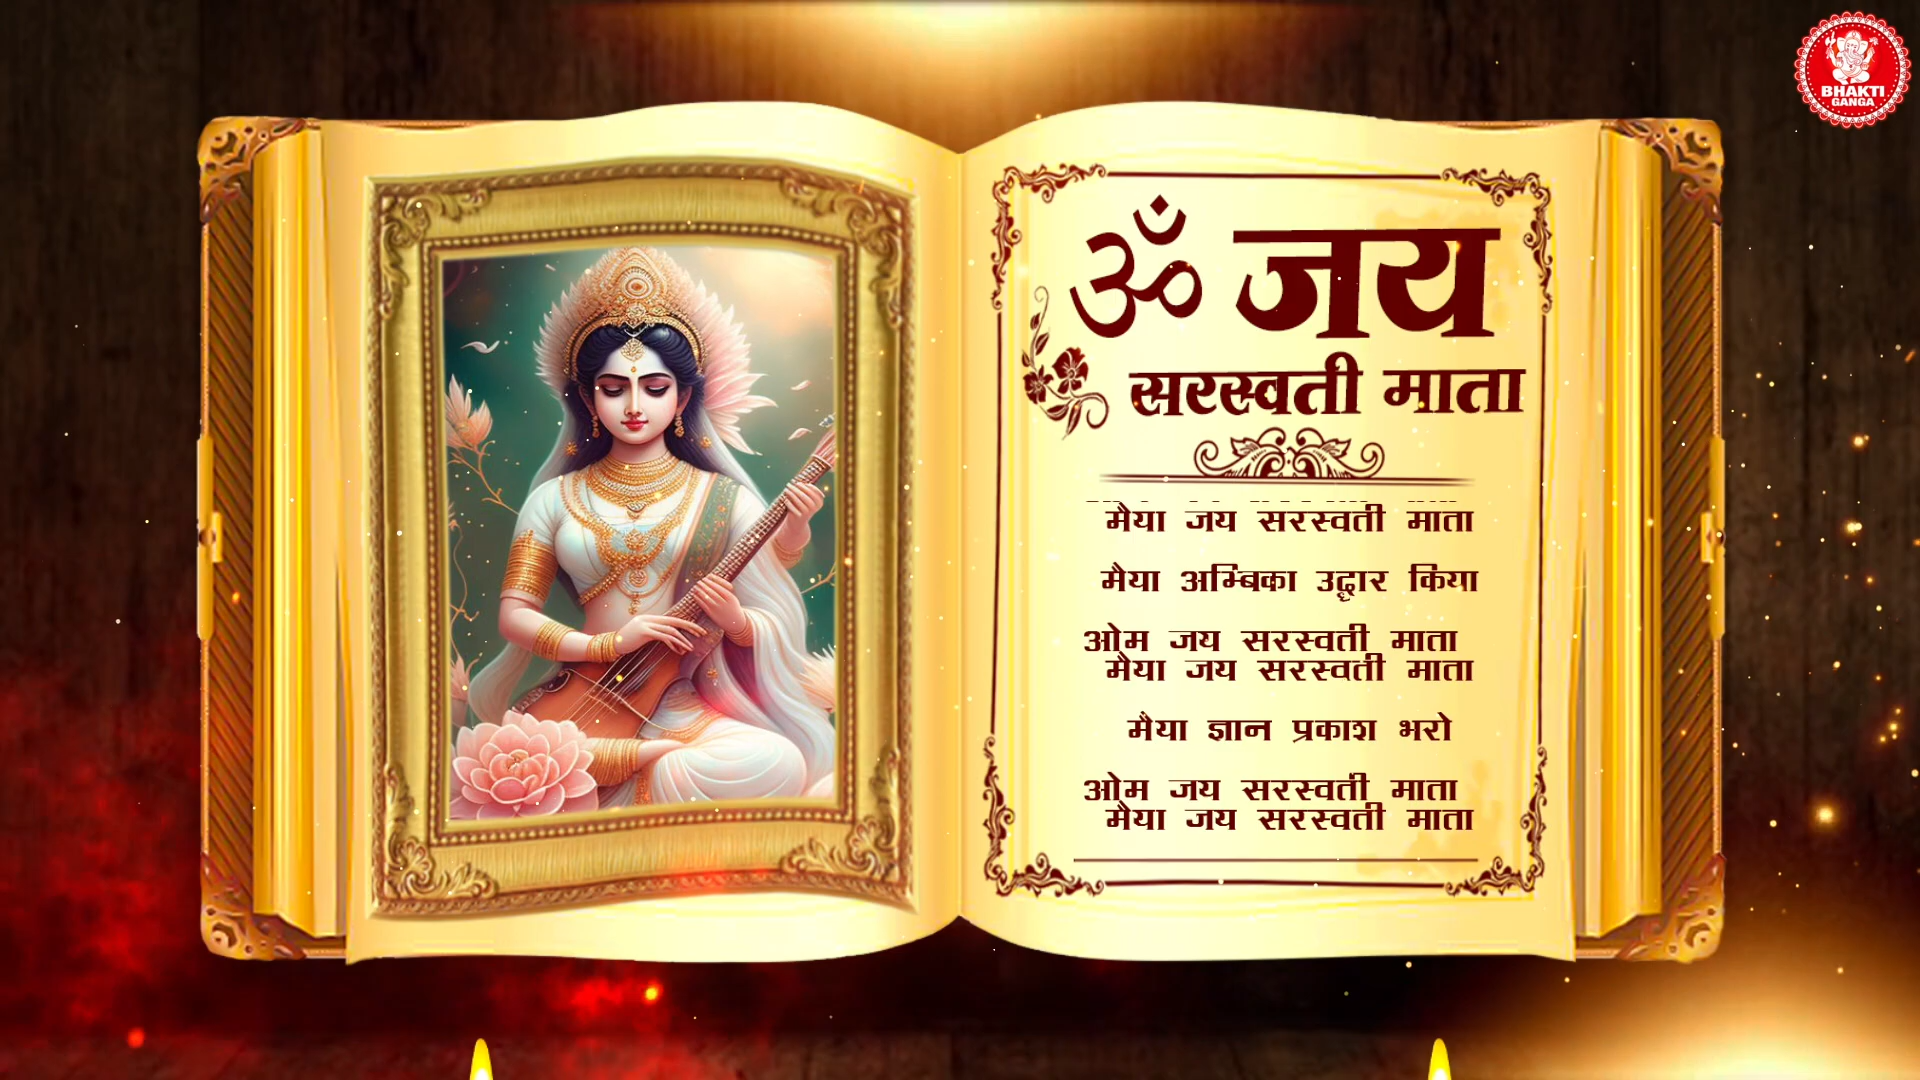 ॐ जय
सरस्वती माता
मैया जय सरस्वती माता
मैया अम्बिका उद्धार किया
ओम जय सरस्वती माता
मैया जय सरस्वती माता
मैया ज्ञान प्रकाश भरो
ओम जय सरस्वती माता
मैया जय सरस्वती माता
BHAKTI
GANGA